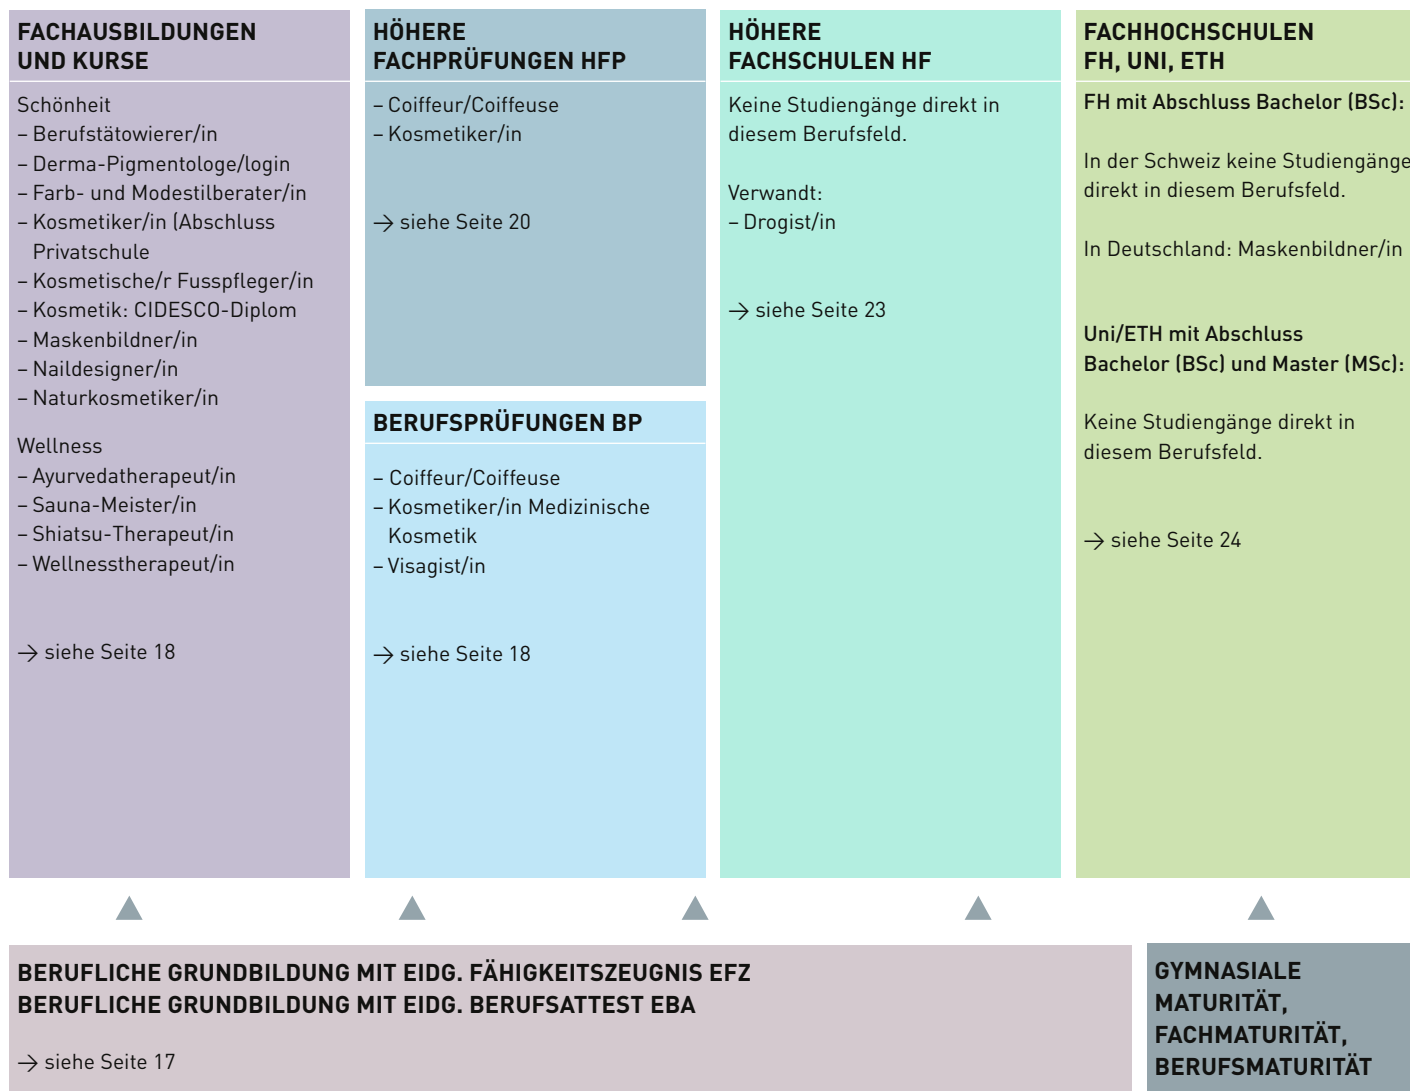 FACHAUSBILDUNGEN
UND KURSE
Schönheit
– Berufstätowierer/in
– Derma-Pigmentologe/login
– Farb- und Modestilberater/in
– Kosmetiker/in (Abschluss
Privatschule
– Kosmetische/r Fusspfleger/in
– Kosmetik: CIDESCO-Diplom
– Maskenbildner/in
– Naildesigner/in
– Naturkosmetiker/in
Wellness
– Ayurvedatherapeut/in
– Sauna-Meister/in
– Shiatsu-Therapeut/in
– Wellnesstherapeut/in
→ siehe Seite 18
HÖHERE
FACHPRÜFUNGEN HFP
– Coiffeur/Coiffeuse
– Kosmetiker/in
→ siehe Seite 20
BERUFSPRÜFUNGEN BP
– Coiffeur/Coiffeuse
– Kosmetiker/in Medizinische
Kosmetik
– Visagist/in
→ siehe Seite 18
HÖHERE
FACHSCHULEN HF
Keine Studiengänge direkt in
diesem Berufsfeld.
Verwandt:
– Drogist/in
→ siehe Seite 23
FACHHOCHSCHULEN
FH, UNI, ETH
FH mit Abschluss Bachelor (BSc):
In der Schweiz keine Studiengänge
direkt in diesem Berufsfeld.
In Deutschland: Maskenbildner/in
Uni/ETH mit Abschluss
Bachelor (BSc) und Master (MSc):
Keine Studiengänge direkt in
diesem Berufsfeld.
→ siehe Seite 24
BERUFLICHE GRUNDBILDUNG MIT EIDG. FÄHIGKEITSZEUGNIS EFZ
BERUFLICHE GRUNDBILDUNG MIT EIDG. BERUFSATTEST EBA
→ siehe Seite 17
GYMNASIALE
MATURITÄT,
FACHMATURITÄT,
BERUFSMATURITÄT